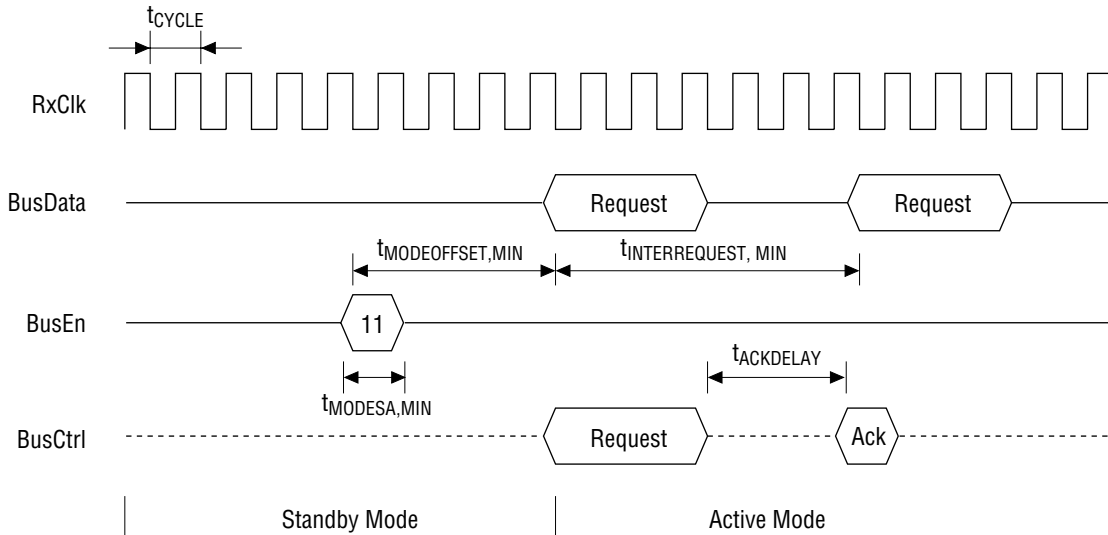 tCYCLE
RxClk
BusData
Request
Request
tMODEOFFSET,MIN
tINTERREQUEST, MIN
BusEn
11
tACKDELAY
tMODESA,MIN
BusCtrl
Request
Ack
Standby Mode
Active Mode